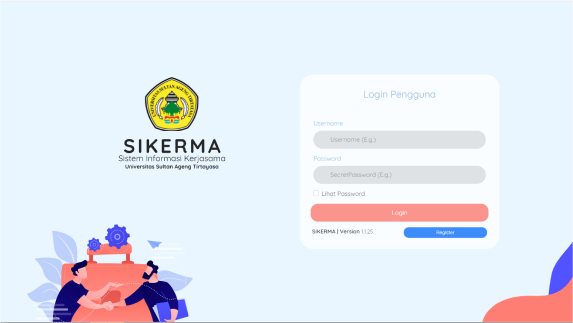 UNIVERSITAS SULTAN AGENG TIRTAYASA
SIKERMA
Sistem Informasi Kerjasama
Universitas Sultan Ageng Tirtayasa
Login Pengguna
Username
Username (E.g.)
Password
SecretPassword (E.g.)
Lihat Password
Login
SIKERMA | Version 1.1.25
Register